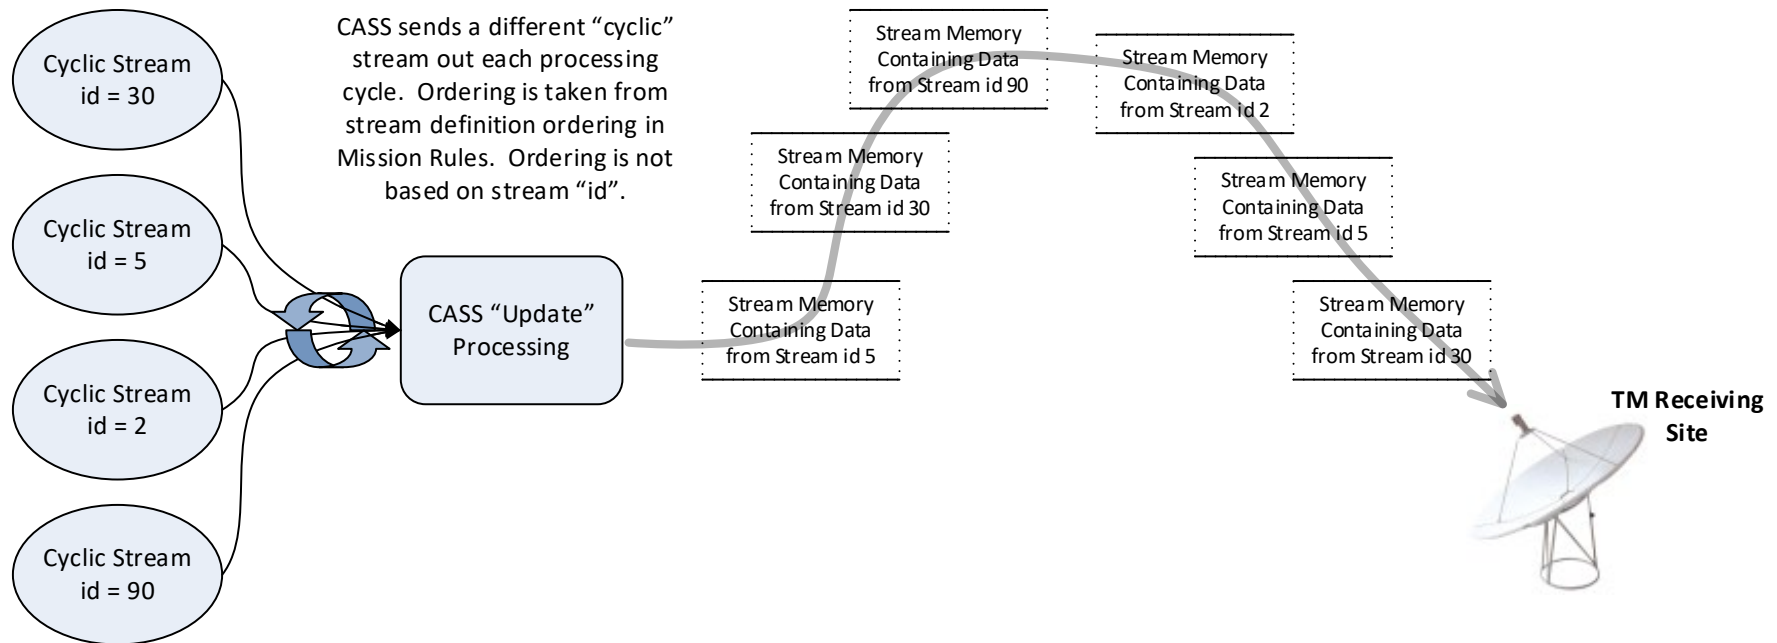 Cyclic Stream
id = 30
Cyclic Stream
id = 5
Cyclic Stream
id = 2
Cyclic Stream
id = 90
CASS sends a different “cyclic”
stream out each processing
cycle. Ordering is taken from
stream definition ordering in
Mission Rules. Ordering is not
based on stream “id”.
CASS “Update”
Processing
Stream Memory
Containing Data
from Stream id 5
Stream Memory
Containing Data
from Stream id 30
Stream Memory
Containing Data
from Stream id 90
Stream Memory
Containing Data
from Stream id 2
Stream Memory
Containing Data
from Stream id 5
Stream Memory
Containing Data
from Stream id 30
TM Receiving
Site